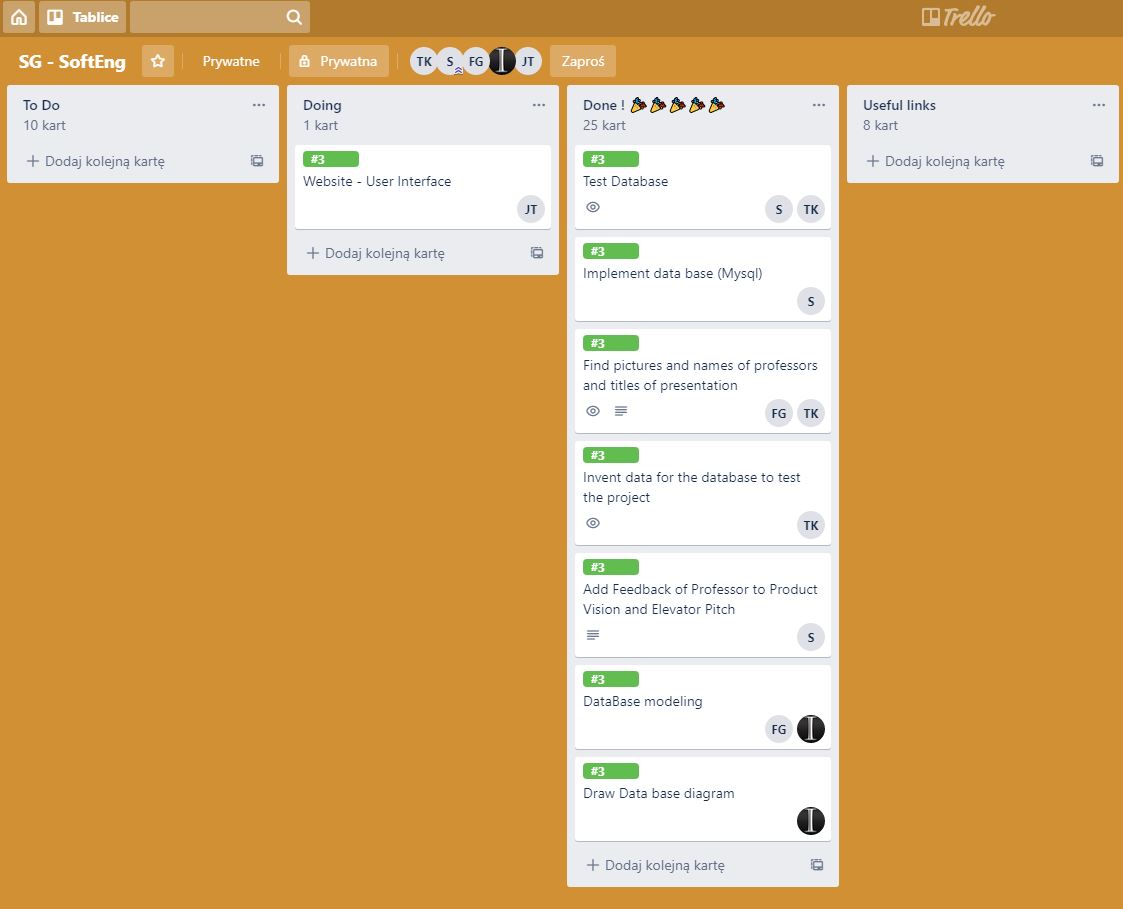 Tablice
Trello
SG - SoftEng
Prywatne
Prywatna
TK
S
FG
I
JT
Zaproś
To Do
10 kart
Dodaj kolejną kartę
Doing
1 kart
#3
Website - User Interface
JT
Dodaj kolejną kartę
Done !
25 kart
#3
Test Database
S TK
#3
Implement data base (Mysql)
S
#3
Find pictures and names of professors
and titles of presentation
FG TK
#3
Invent data for the database to test
the project
TK
#3
Add Feedback of Professor to Product
Vision and Elevator Pitch
S
#3
DataBase modeling
FG I
#3
Draw Data base diagram
I
Dodaj kolejną kartę
Useful links
8 kart
Dodaj kolejną kartę